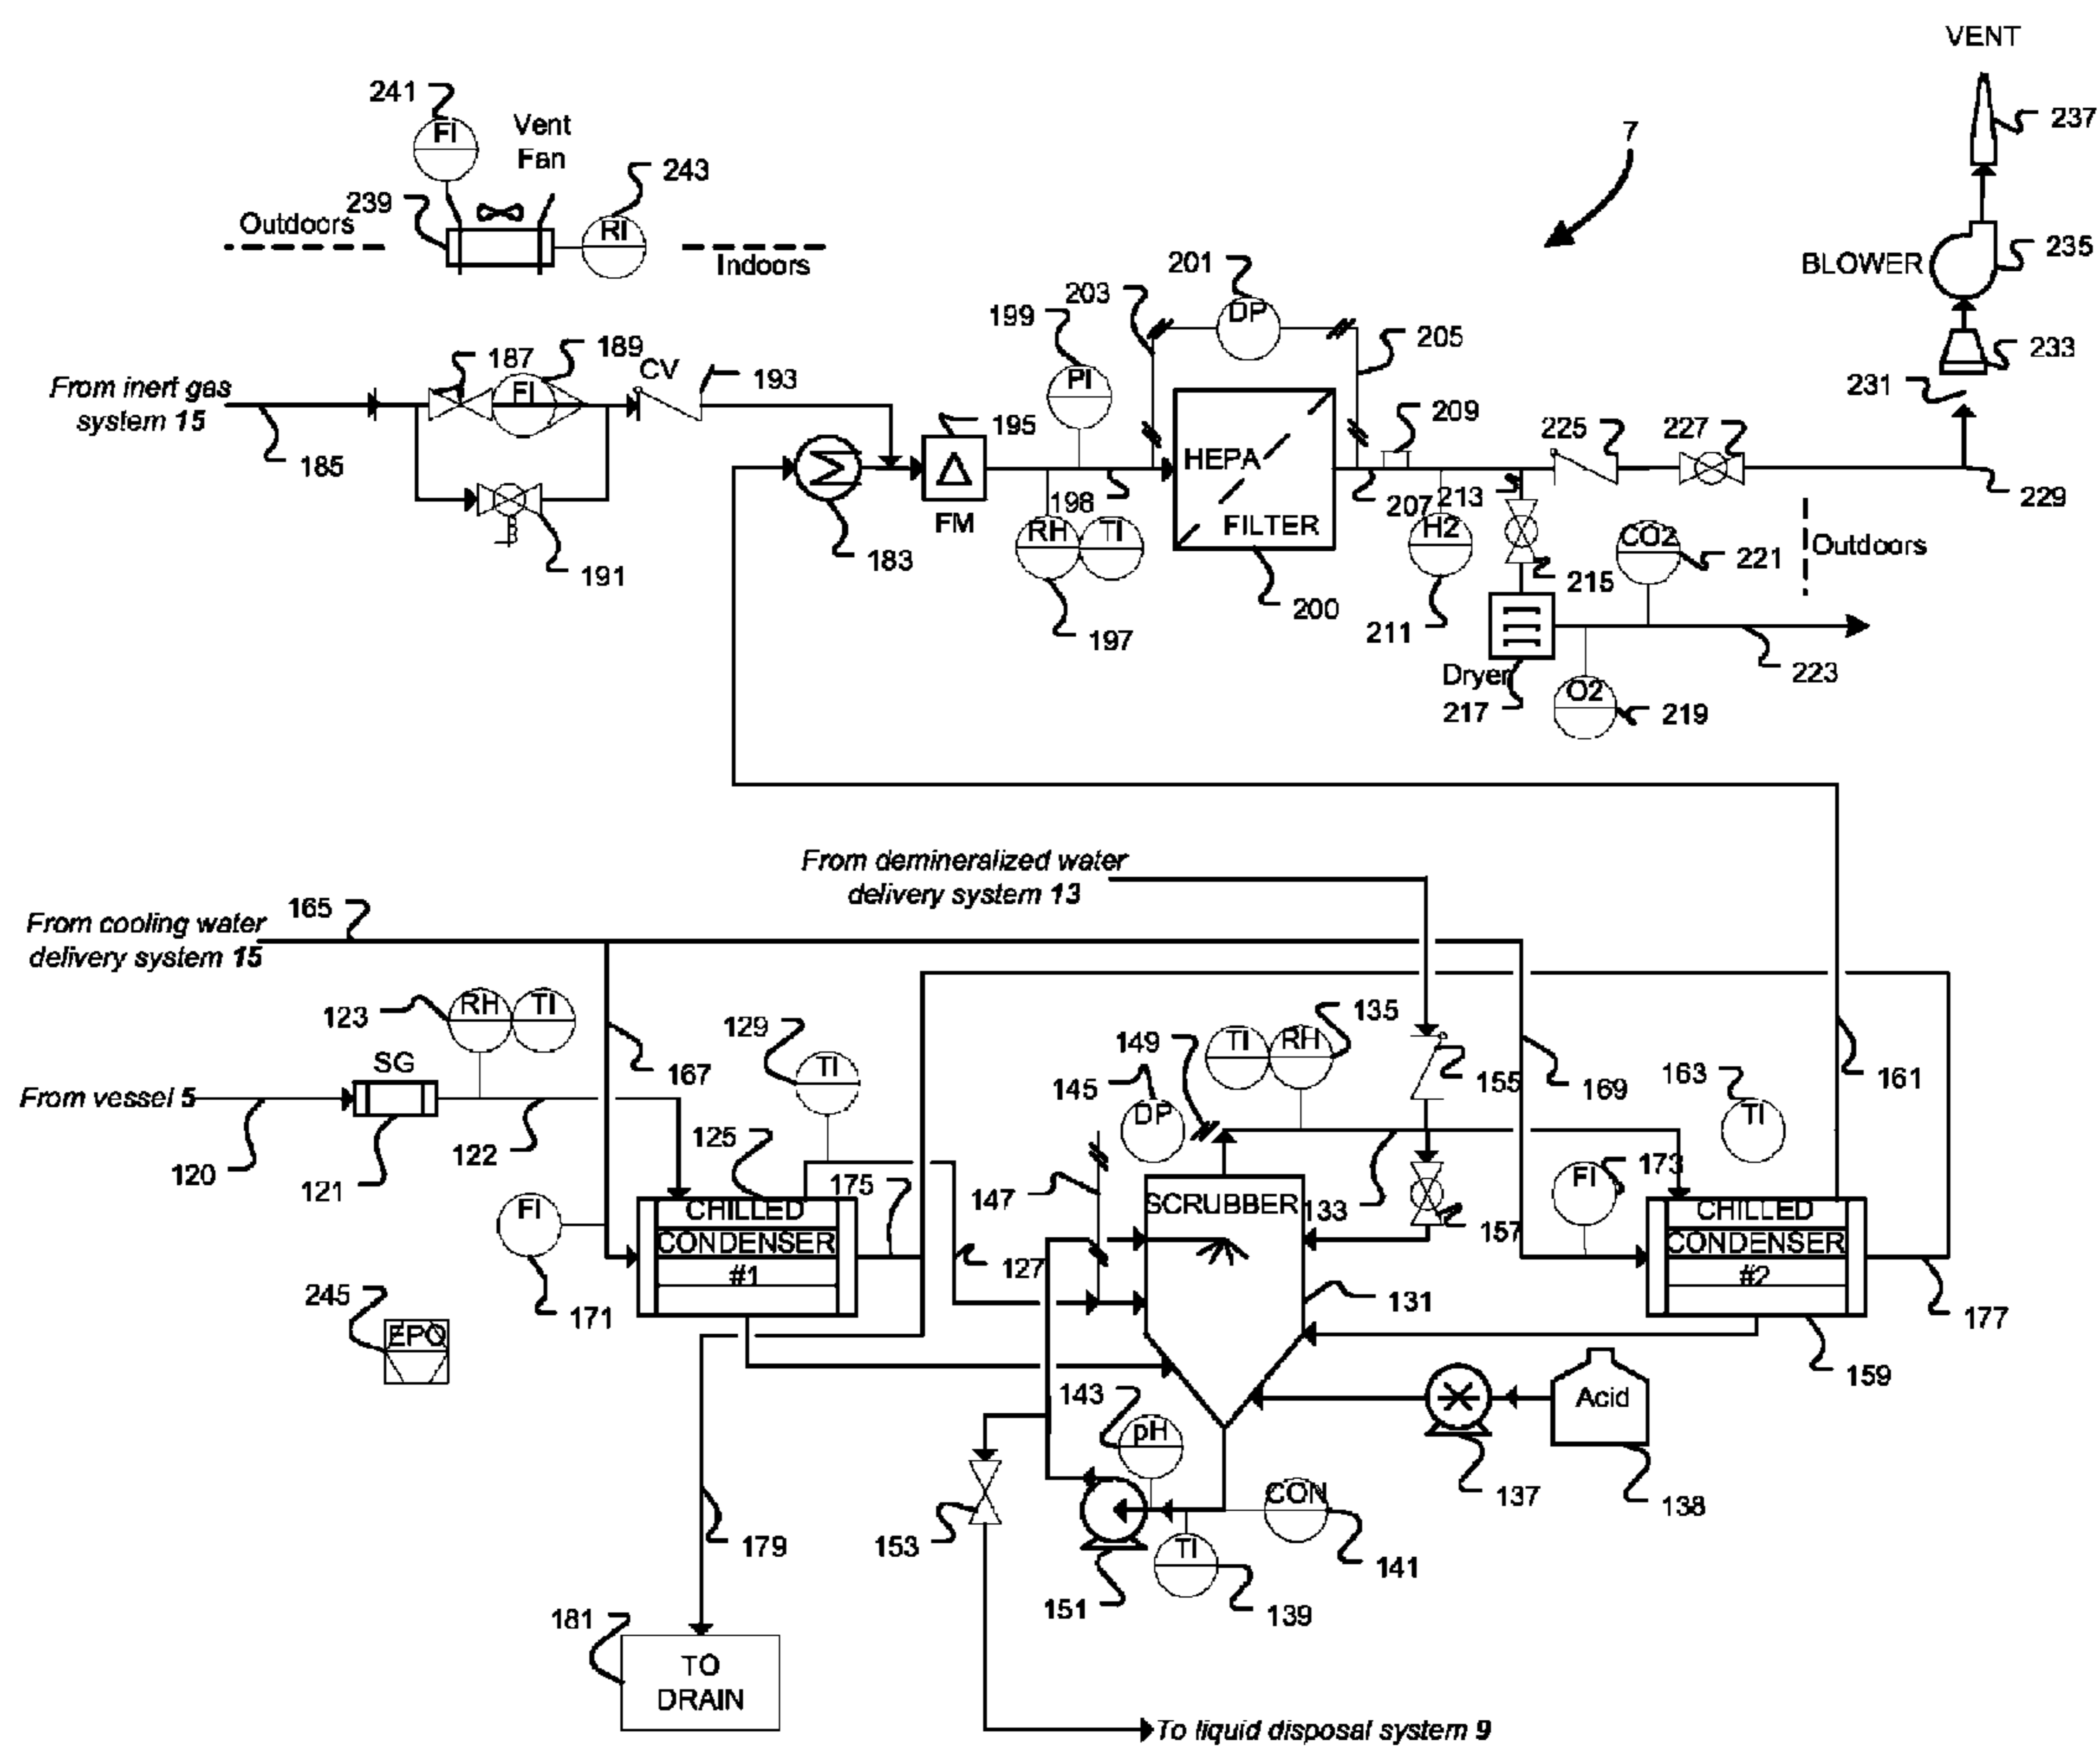 VENT
241
FI
Vent
Fan
7
237
243
239
Outdoors
RI
Indoors
BLOWER
235
201
203
DP
199
205
233
187
189
CV
193
From inert gas
system 15
FI
PI
231
185
195
209
225
227
HEPA
198
207
213
229
FM
183
RH
TI
FILTER
H2
CO2
221
Outdoors
191
197
200
211
215
Dryer
217
O2
219
223
From demineralized water
delivery system 13
165
From cooling water
delivery system 15
123
RH
TI
129
149
TI
RH
135
SG
167
TI
145
155
169
163
161
From vessel 5
DP
TI
120
121
122
125
175
147
SCRUBBER
133
FI
173
FI
CHILLED
CONDENSER
#1
127
157
CHILLED
CONDENSER
#2
245
171
131
177
EPO
143
159
Acid
pH
CON
137
138
153
179
TI
141
151
139
181
TO
DRAIN
To liquid disposal system 9